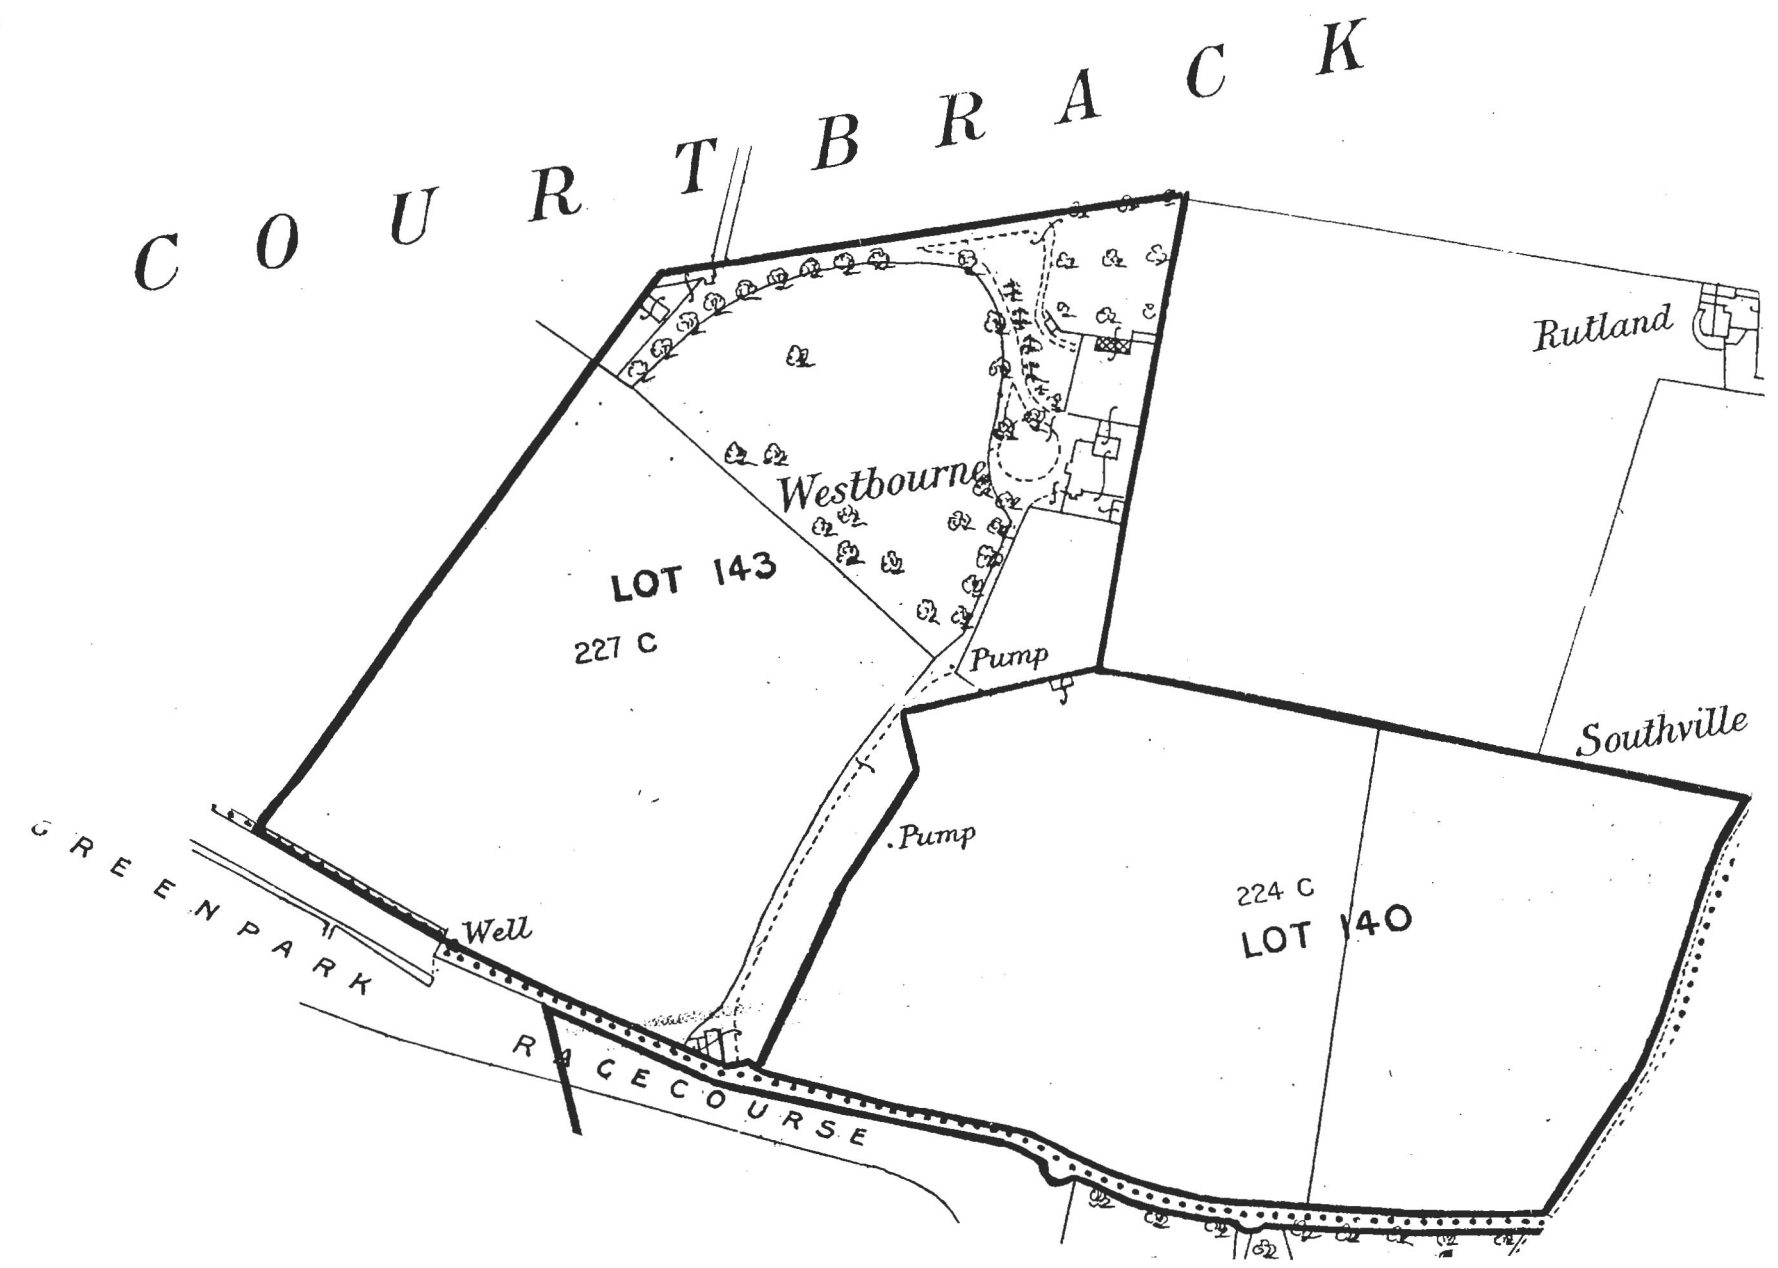 COURTBRACK
Rutland
Westbourne
LOT 143
227 C
Pump
Southville
Pump
224 C
LOT 140
Well
GREENPARK
RACECOURSE